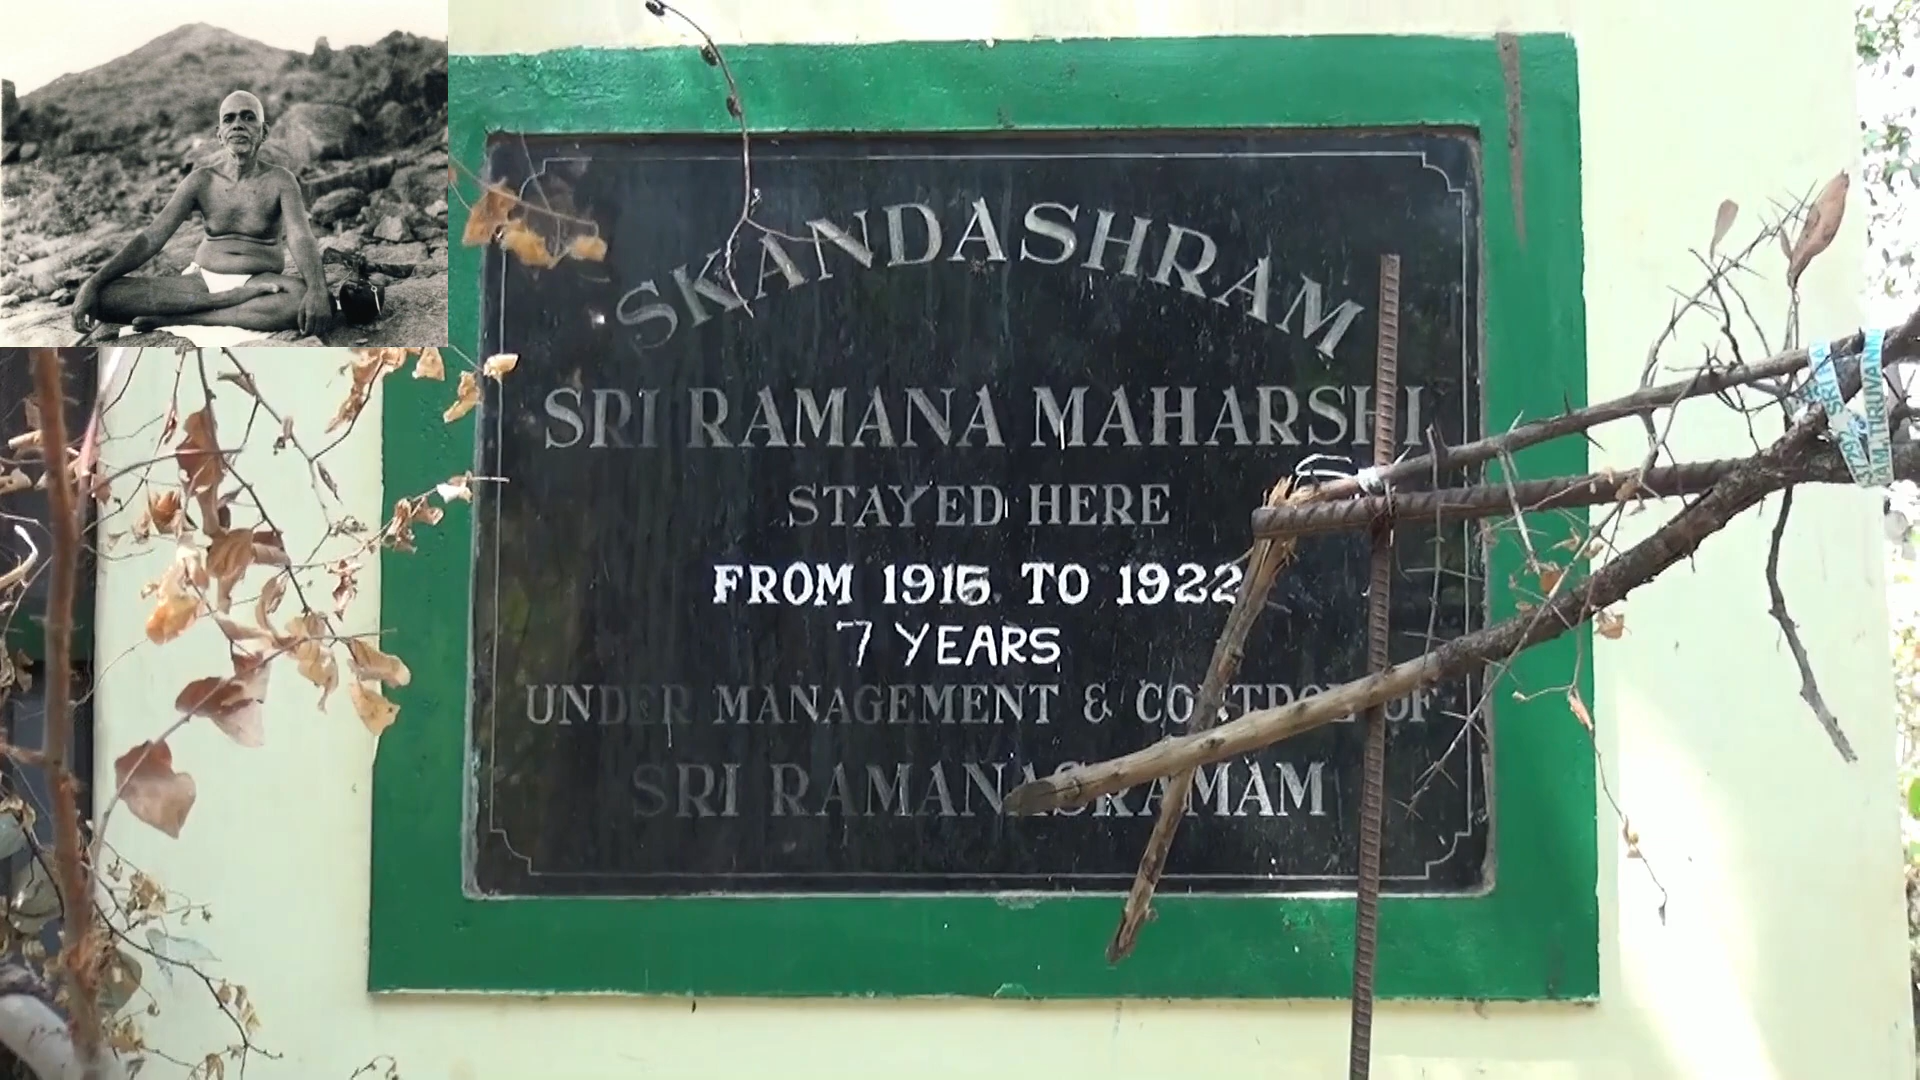 SKANDASHRAM
SRI RAMANA MAHARSHI
STAYED HERE
FROM 1915 TO 1922
7 YEARS
UNDER MANAGEMENT & CONTROL OF
SRI RAMANASRAMAM